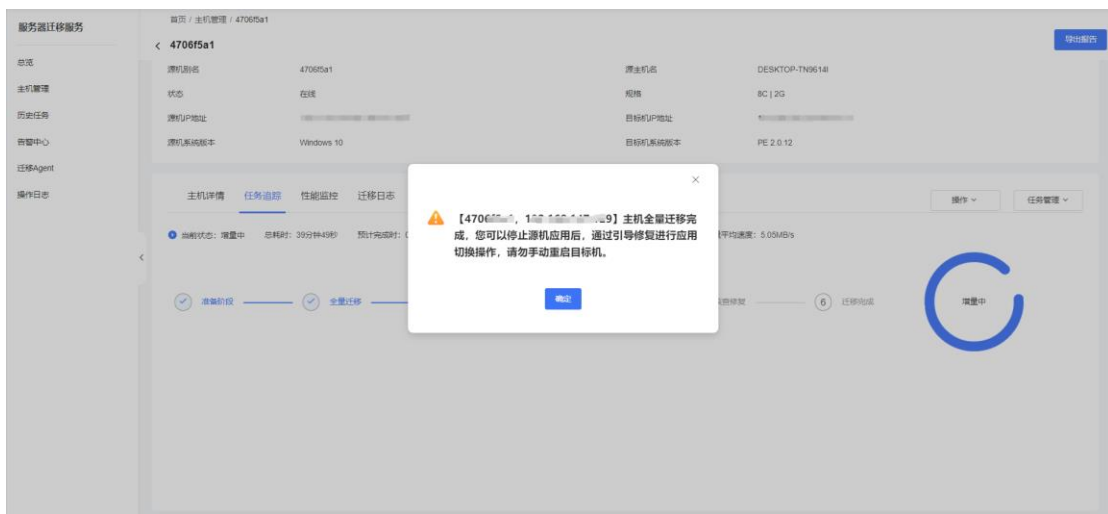 服务器迁移服务
首页 / 主机管理 / 4706f5a1
< 4706f5a1
导出报告
总览
主机管理
历史任务
告警中心
迁移Agent
操作日志
源机别名 4706f5a1 源主机名 DESKTOP-TN9614I
状态 在线 规格 8C | 2G
源机IP地址 目标机IP地址
源机系统版本 Windows 10 目标机系统版本 PE 2.0.12
主机详情 任务追踪 性能监控 迁移日志
操作 任务管理
当前状态：增量中 总耗时：39分钟49秒 预计完成时：
平均速度：5.05MB/s
【4706
主机全量迁移完
成，您可以停止源机应用后，通过引导修复进行应用
切换操作，请勿手动重启目标机。
确定
准备阶段 全量迁移 修复 6 迁移完成
增量中